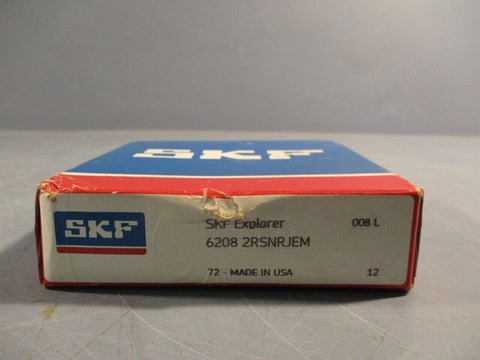 SKF
SKF
SKF Explorer 008 L
6208 2RSNRJEM
72 - MADE IN USA 12